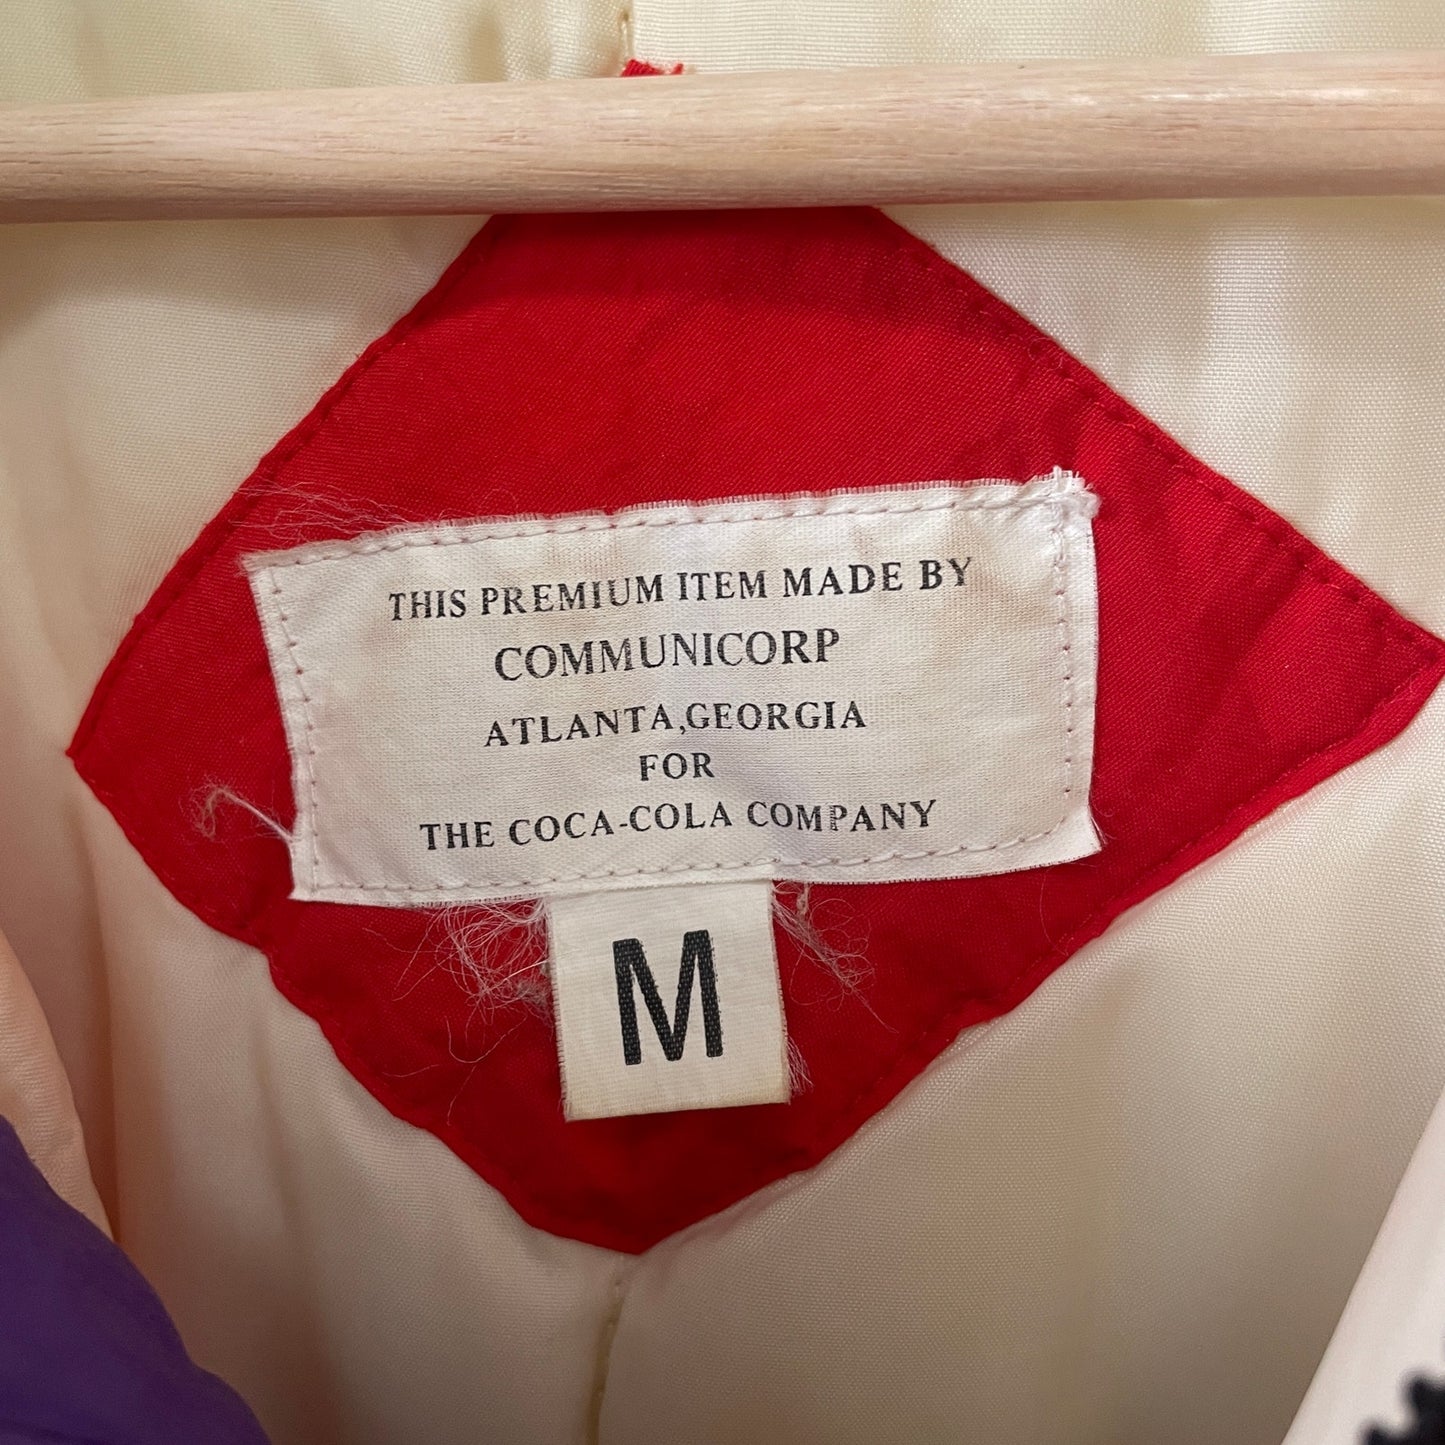 THIS PREMIUM ITEM MADE BY
COMMUNICORP
ATLANTA,GEORGIA
FOR
THE COCA-COLA COMPANY
M